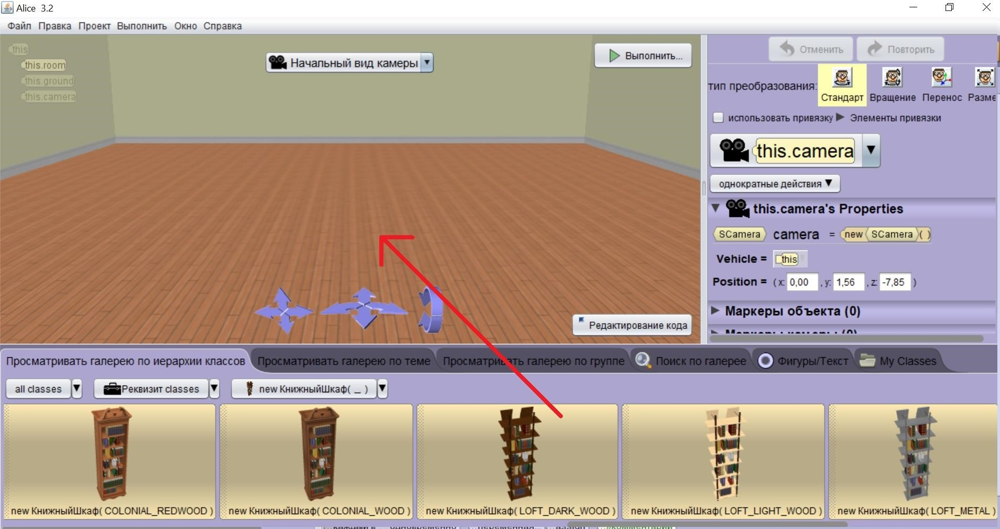 Alice 3.2
Файл Правка Проект Выполнить Окно Справка
this
this.room
this.ground
this.camera
Начальный вид камеры
Выполнить...
Редактирование кода
Отменить Повторить
тип преобразования:
Стандарт Вращение Перенос Разме
использовать привязку Элементы привязки
this.camera
однократные действия
this.camera's Properties
SCamera camera = new SCamera ( )
Vehicle = this
Position = ( x: 0,00 , y: 1,56 , z: -7,85 )
Маркеры объекта (0)
Маркеры камеры (0)
Просматривать галерею по иерархии классов Просматривать галерею по теме Просматривать галерею по группе Поиск по галерее Фигуры/Текст My Classes
all classes Реквизит classes new КнижныйШкаф( _ )
new КнижныйШкаф( COLONIAL_REDWOOD ) new КнижныйШкаф( COLONIAL_WOOD ) new КнижныйШкаф( LOFT_DARK_WOOD ) new КнижныйШкаф( LOFT_LIGHT_WOOD ) new КнижныйШкаф( LOFT_METAL )